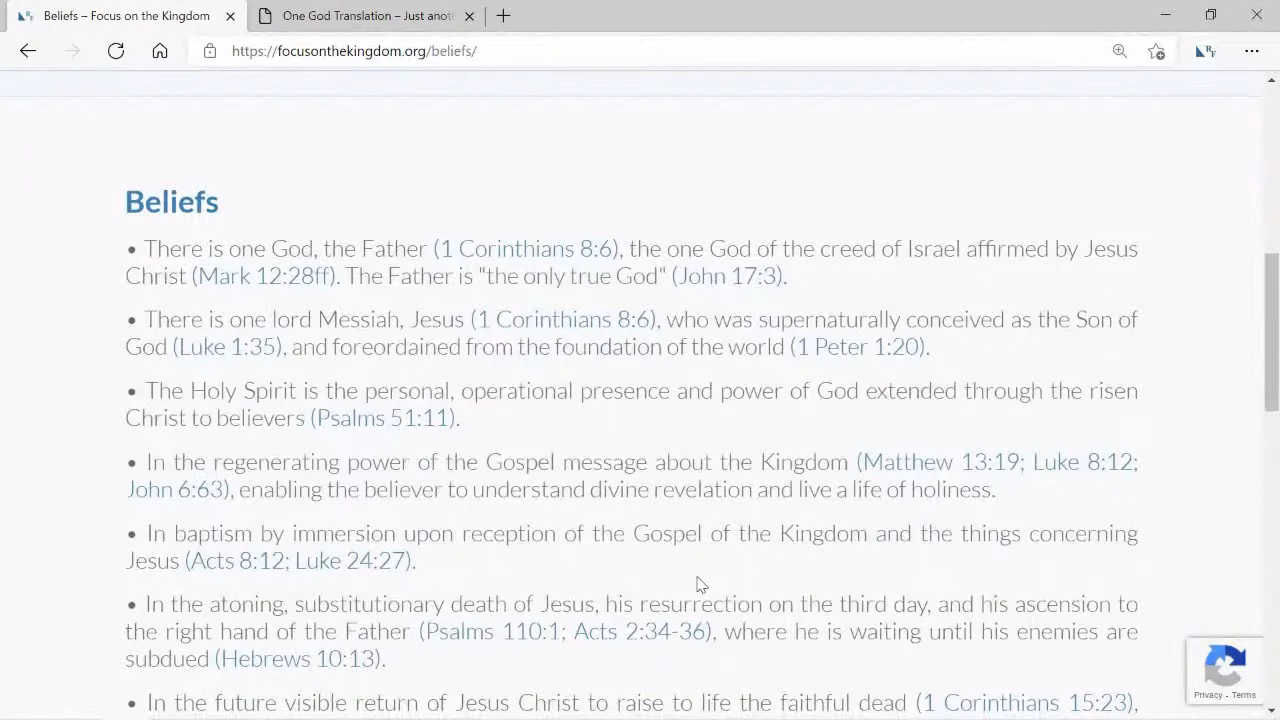 Beliefs – Focus on the Kingdom
One God Translation – Just anot
https://focusonthekingdom.org/beliefs/
RF
Beliefs
• There is one God, the Father (1 Corinthians 8:6), the one God of the creed of Israel affirmed by Jesus
Christ (Mark 12:28ff). The Father is "the only true God" (John 17:3).
• There is one lord Messiah, Jesus (1 Corinthians 8:6), who was supernaturally conceived as the Son of
God (Luke 1:35), and foreordained from the foundation of the world (1 Peter 1:20).
• The Holy Spirit is the personal, operational presence and power of God extended through the risen
Christ to believers (Psalms 51:11).
• In the regenerating power of the Gospel message about the Kingdom (Matthew 13:19; Luke 8:12;
John 6:63), enabling the believer to understand divine revelation and live a life of holiness.
• In baptism by immersion upon reception of the Gospel of the Kingdom and the things concerning
Jesus (Acts 8:12; Luke 24:27).
• In the atoning, substitutionary death of Jesus, his resurrection on the third day, and his ascension to
the right hand of the Father (Psalms 110:1; Acts 2:34-36), where he is waiting until his enemies are
subdued (Hebrews 10:13).
• In the future visible return of Jesus Christ to raise to life the faithful dead (1 Corinthians 15:23),
Privacy - Terms